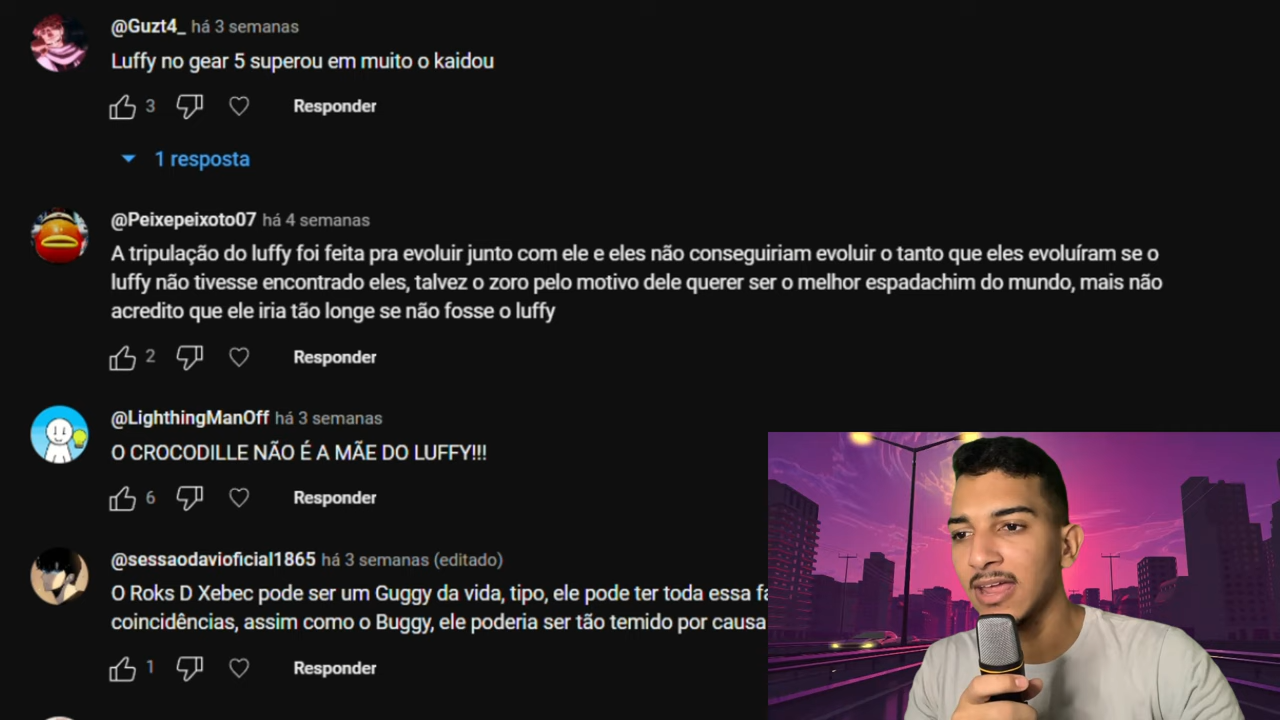 @Guzt4_ há 3 semanas
Luffy no gear 5 superou em muito o kaidou
3 Responder
1 resposta
@Peixepeixoto07 há 4 semanas
A tripulação do luffy foi feita pra evoluir junto com ele e eles não conseguiriam evoluir o tanto que eles evoluíram se o
luffy não tivesse encontrado eles, talvez o zoro pelo motivo dele querer ser o melhor espadachim do mundo, mais não
acredito que ele iria tão longe se não fosse o luffy
2 Responder
@LighthingManOff há 3 semanas
O CROCODILLE NÃO É A MÃE DO LUFFY!!!
6 Responder
@sessaodavioficial1865 há 3 semanas (editado)
O Roks D Xebec pode ser um Guggy da vida, tipo, ele pode ter toda essa
coincidências, assim como o Buggy, ele poderia ser tão temido por causa
1 Responder